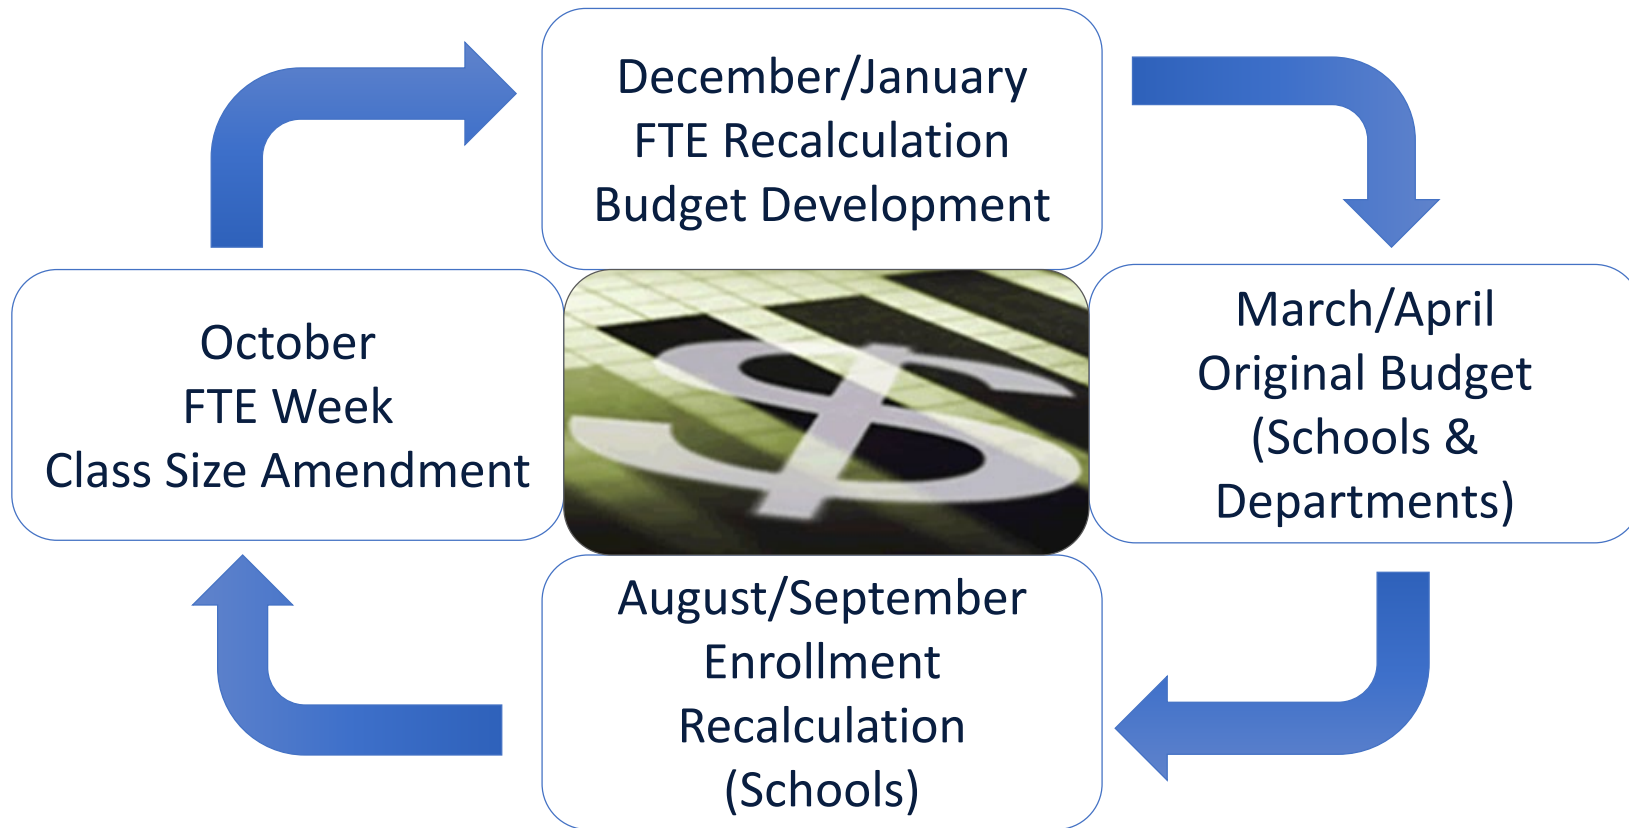 December/January
FTE Recalculation
Budget Development
October
FTE Week
Class Size Amendment
March/April
Original Budget
(Schools &
Departments)
August/September
Enrollment
Recalculation
(Schools)